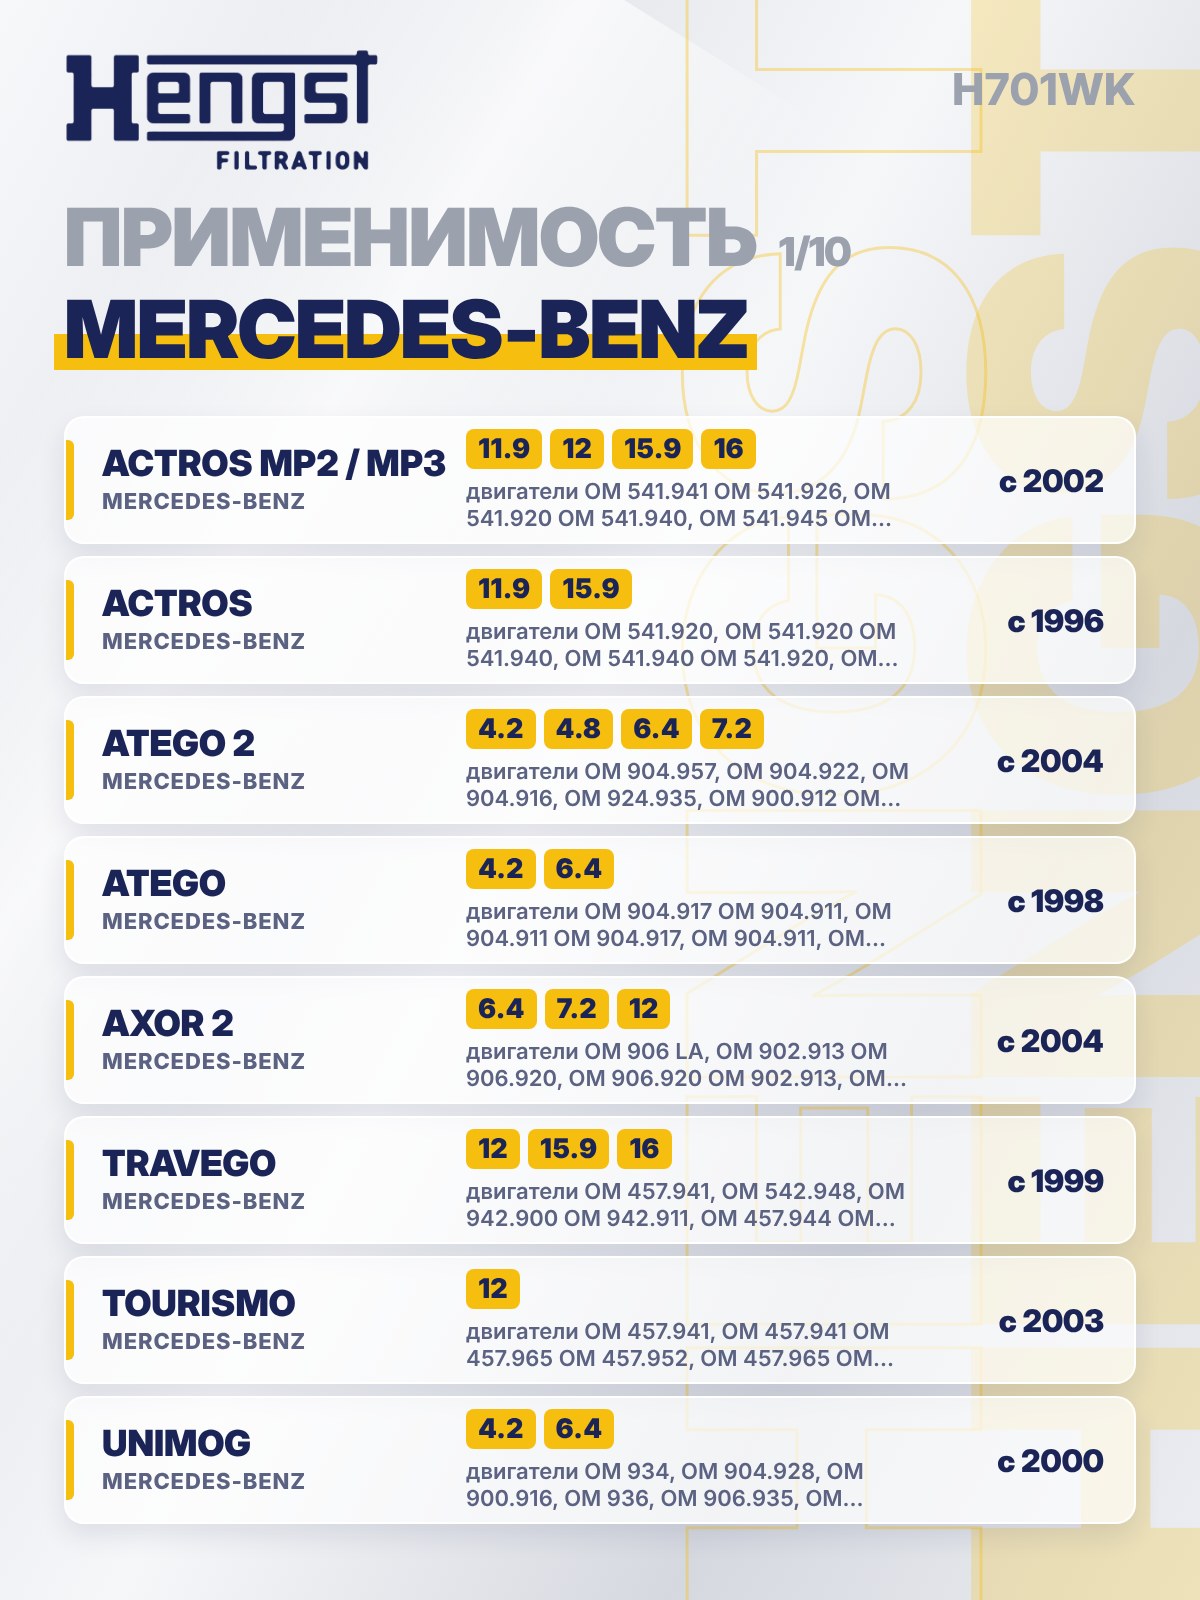 Hengst
FILTRATION
H701WK
ПРИМЕНИМОСТЬ 1/10
MERCEDES-BENZ
ACTROS MP2 / MP3
MERCEDES-BENZ
11.9 12 15.9 16
двигатели OM 541.941 OM 541.926, OM
541.920 OM 541.940, OM 541.945 OM...
с 2002
ACTROS
MERCEDES-BENZ
11.9 15.9
двигатели OM 541.920, OM 541.920 OM
541.940, OM 541.940 OM 541.920, OM...
с 1996
ATEGO 2
MERCEDES-BENZ
4.2 4.8 6.4 7.2
двигатели OM 904.957, OM 904.922, OM
904.916, OM 924.935, OM 900.912 OM...
с 2004
ATEGO
MERCEDES-BENZ
4.2 6.4
двигатели OM 904.917 OM 904.911, OM
904.911 OM 904.917, OM 904.911, OM...
с 1998
AXOR 2
MERCEDES-BENZ
6.4 7.2 12
двигатели OM 906 LA, OM 902.913 OM
906.920, OM 906.920 OM 902.913, OM...
с 2004
TRAVEGO
MERCEDES-BENZ
12 15.9 16
двигатели OM 457.941, OM 542.948, OM
942.900 OM 942.911, OM 457.944 OM...
с 1999
TOURISMO
MERCEDES-BENZ
12
двигатели OM 457.941, OM 457.941 OM
457.965 OM 457.952, OM 457.965 OM...
с 2003
UNIMOG
MERCEDES-BENZ
4.2 6.4
двигатели OM 934, OM 904.928, OM
900.916, OM 936, OM 906.935, OM...
с 2000